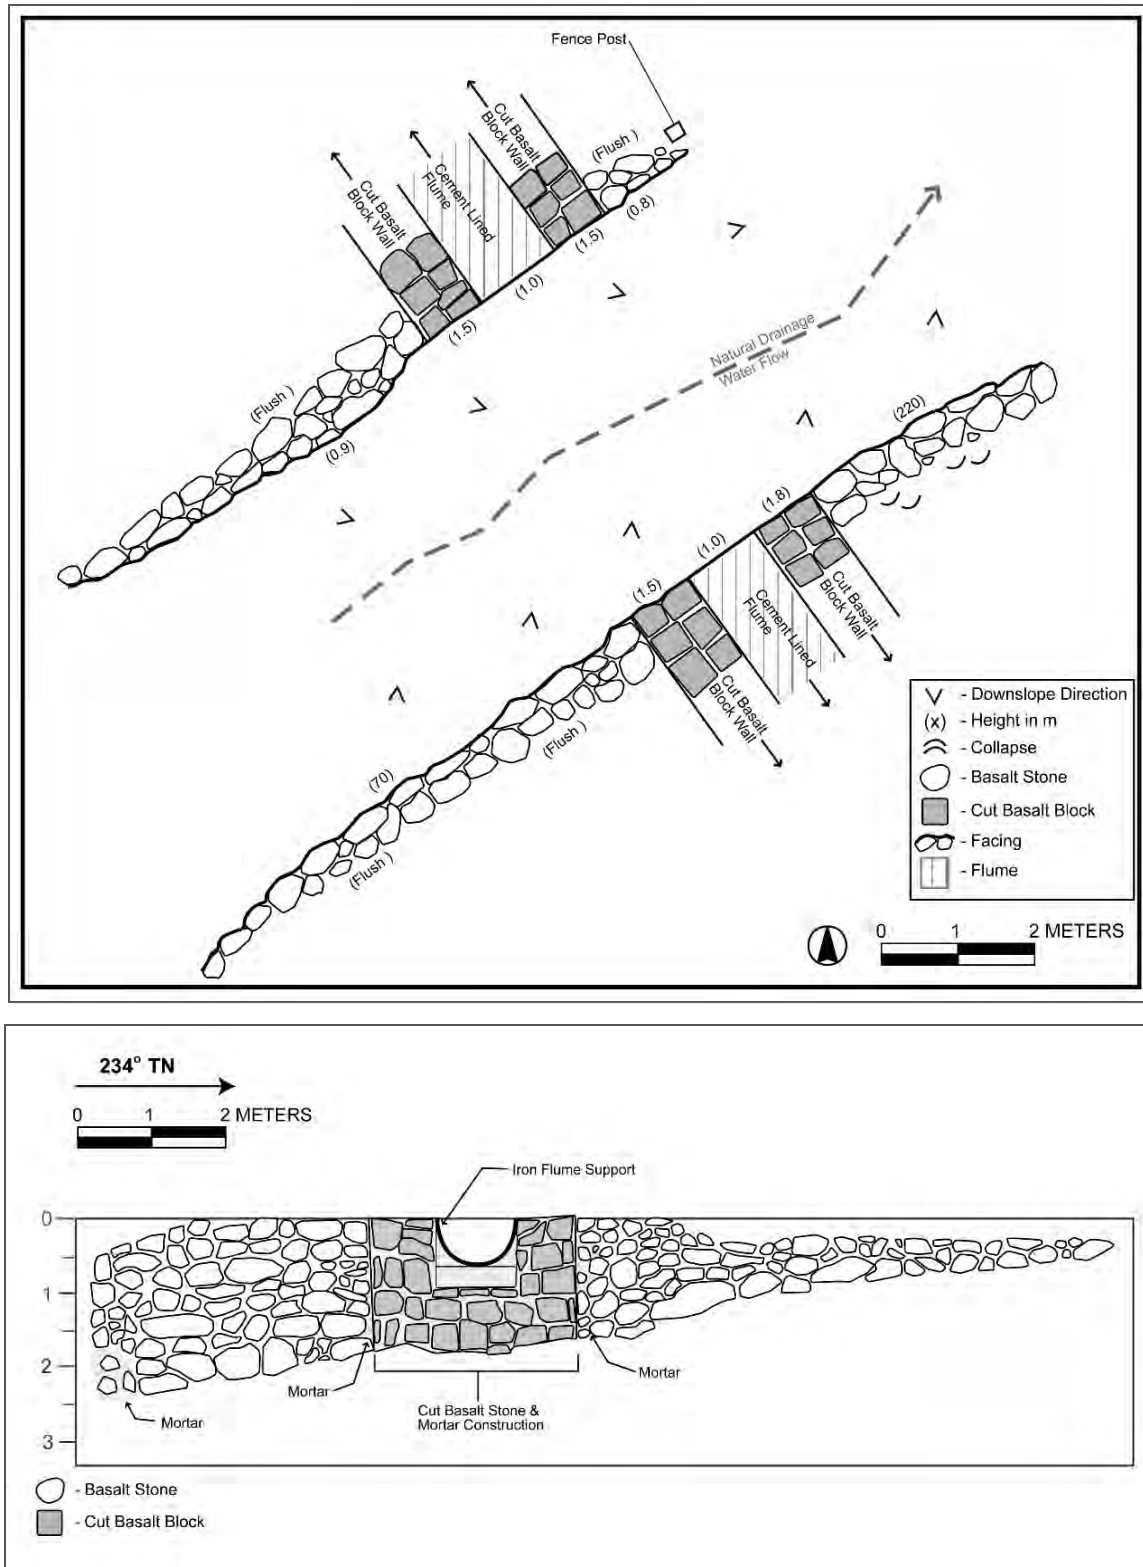 Fence Post
Cut Basalt
Block Wall
(Flush )
Cement Lined
Flume
(0.8)
Cut Basalt
Block Wall
(1.5)
(1.0)
(1.5)
(Flush )
(0.9)
Natural Drainage
Water Flow
(220)
(1.8)
(1.0)
(1.5)
Cut Basalt
Block Wall
Cement Lined
Flume
Cut Basalt
Block Wall
(Flush )
(70)
(Flush )
- Downslope Direction
(x) - Height in m
- Collapse
- Basalt Stone
- Cut Basalt Block
- Facing
- Flume
0 1 2 METERS
234° TN
0 1 2 METERS
Iron Flume Support
0
1
2
3
Mortar
Mortar
Mortar
Cut Basalt Stone &
Mortar Construction
- Basalt Stone
- Cut Basalt Block